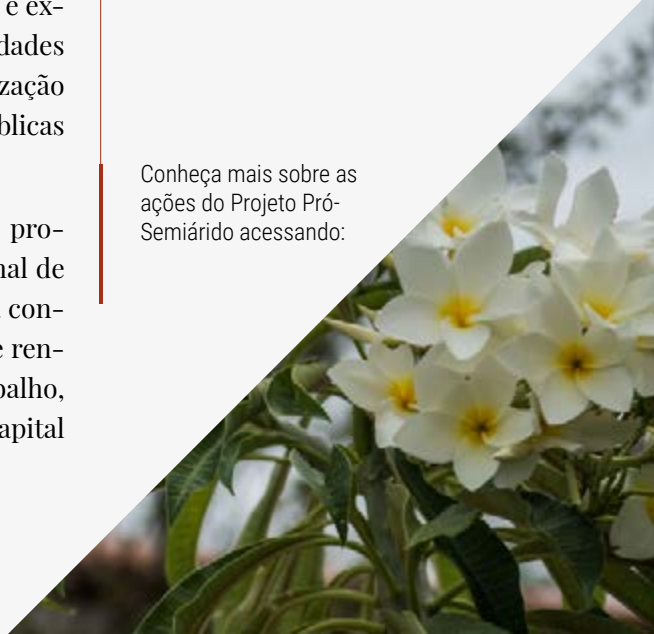 e ex-
dades
zação
blicas
pro-
nal de
con-
e ren-
balho,
apital
Conheça mais sobre as
ações do Projeto Pró-
Semiárido acessando: